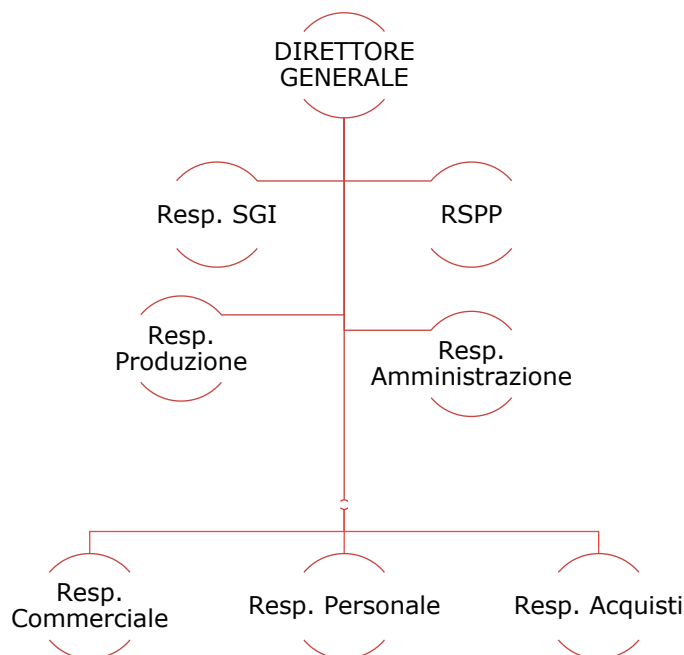 DIRETTORE
GENERALE
Resp. SGI
RSPP
Resp.
Produzione
Resp.
Amministrazione
Resp.
Commerciale
Resp. Personale
Resp. Acquisti